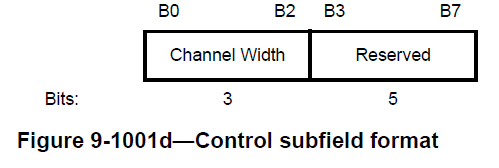 B0 B2 B3 B7
Channel Width Reserved
Bits: 3 5
Figure 9-1001d—Control subfield format